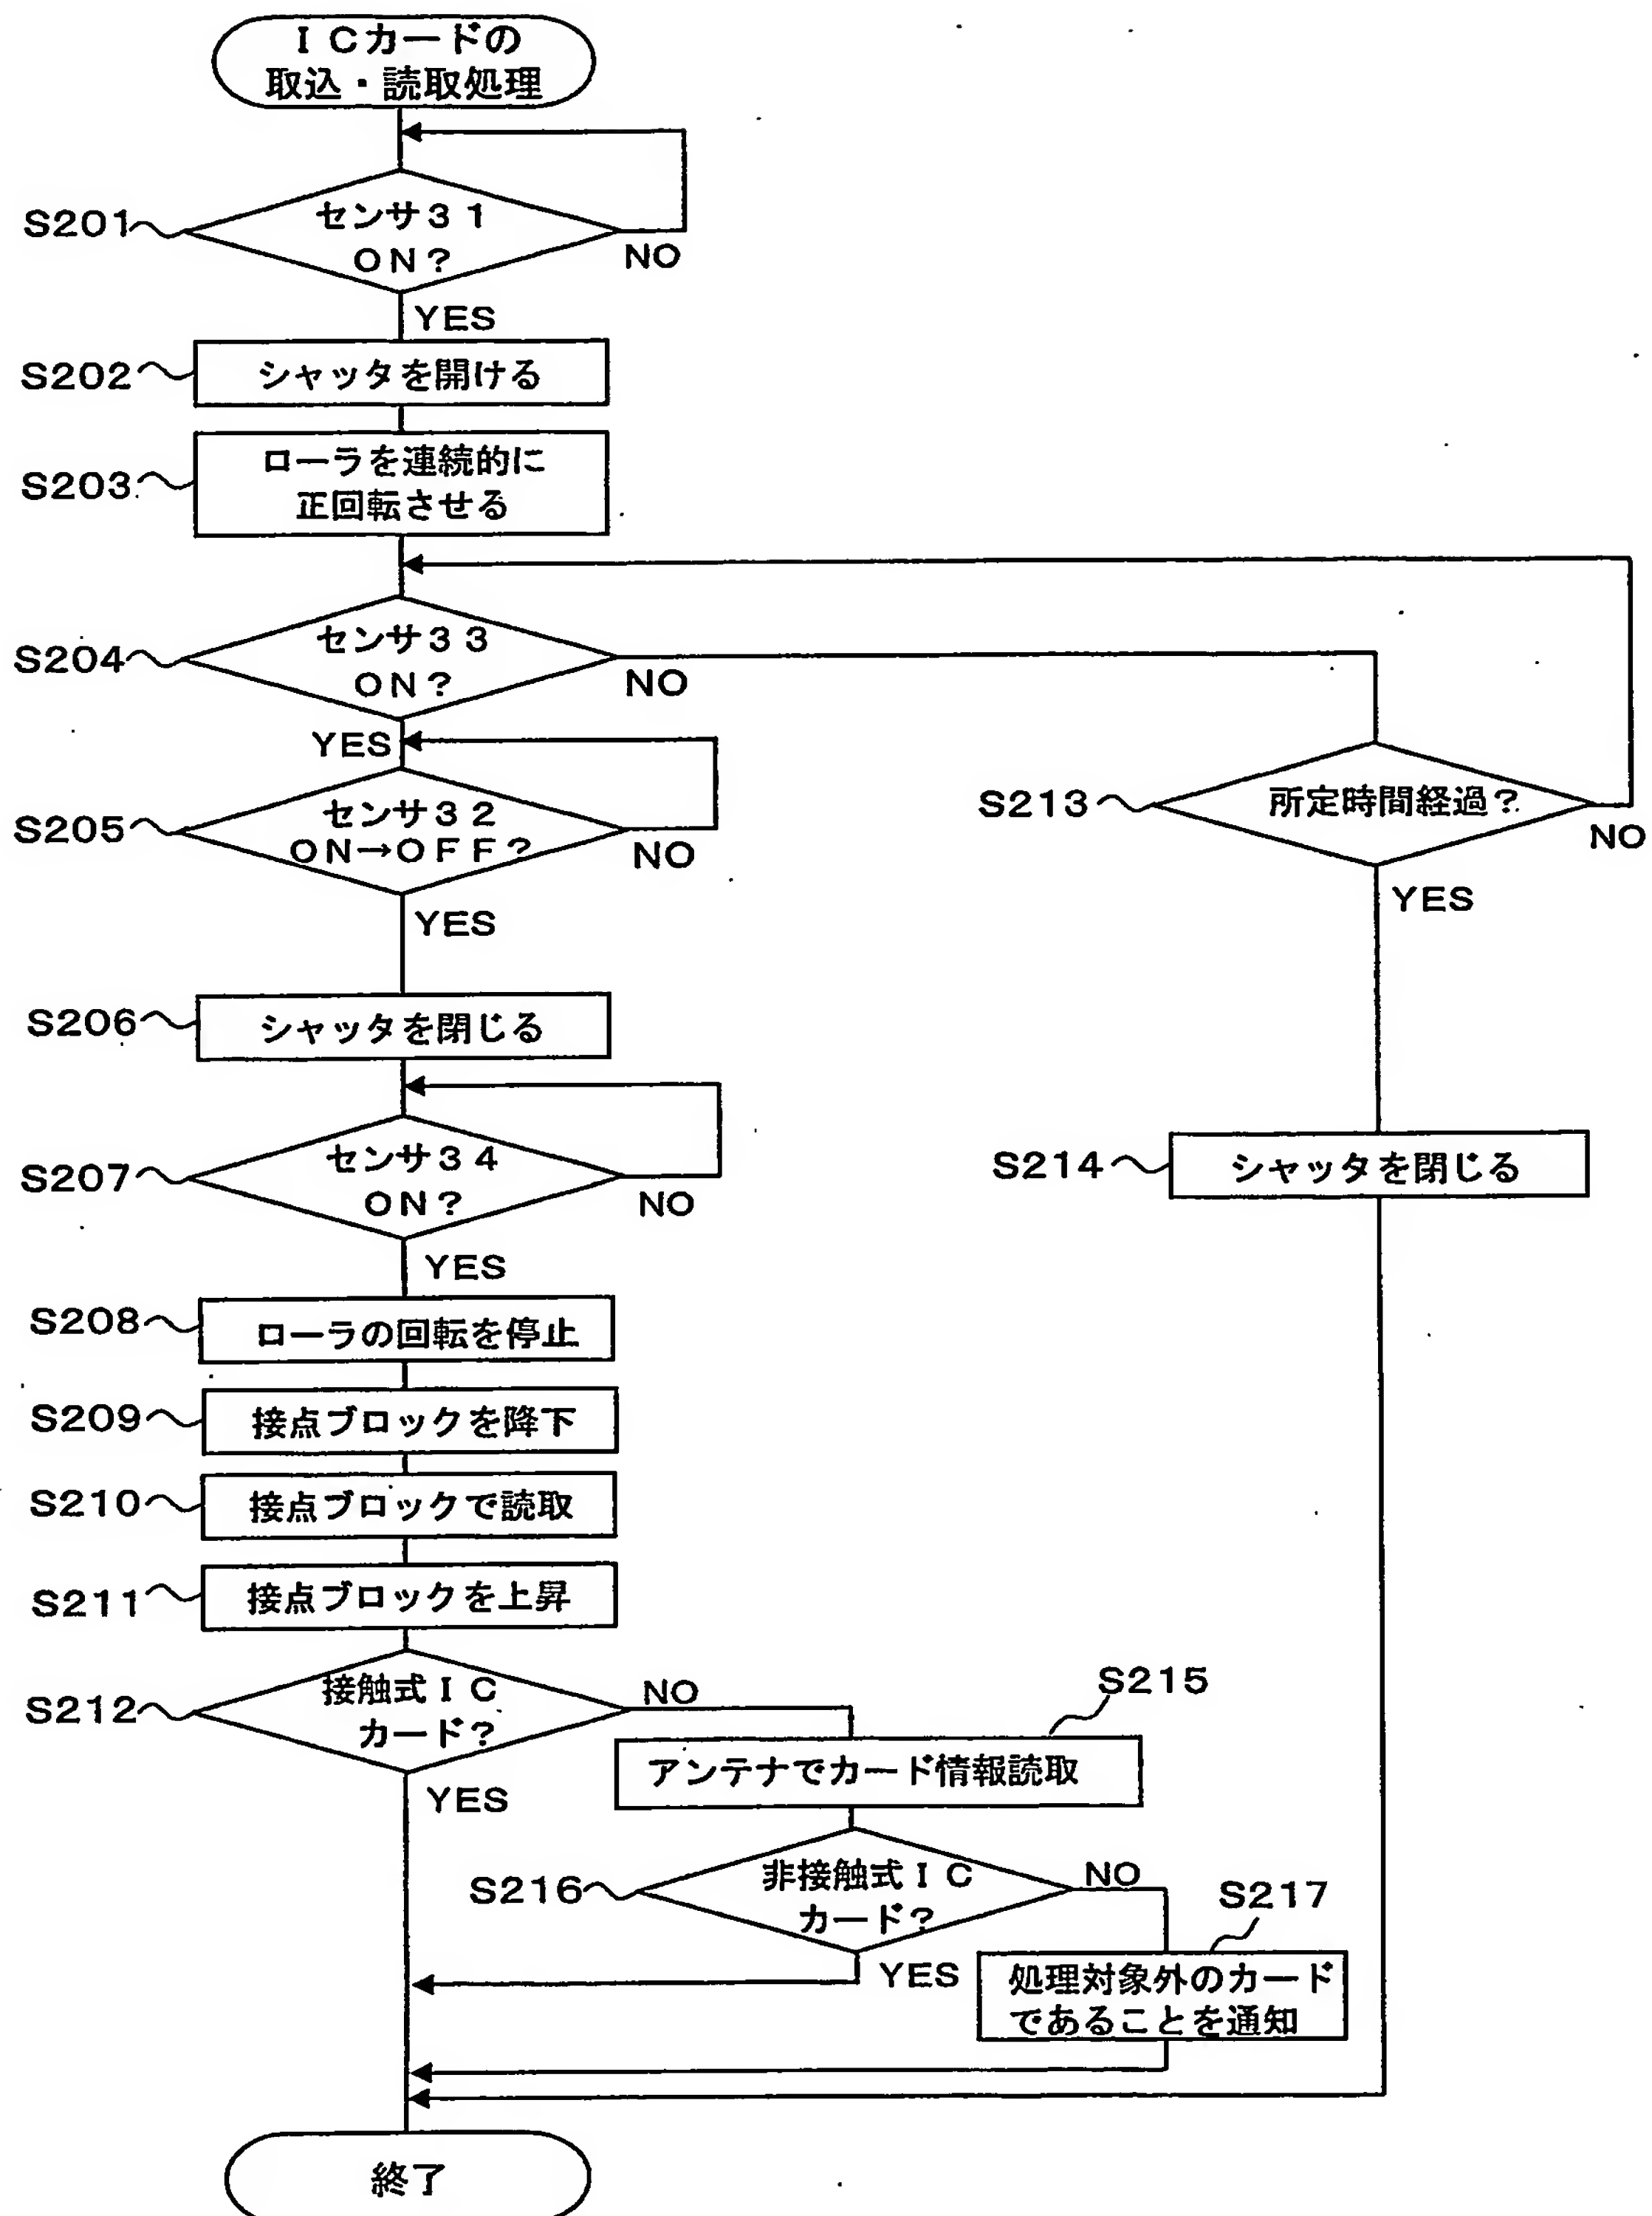 ＩＣカードの
取込・読取処理
S201
センサ３１
ＯＮ？
NO
YES
S202
シャッタを開ける
S203
ローラを連続的に
正回転させる
S204
センサ３３
ＯＮ？
NO
YES
S205
センサ３２
ＯＮ→ＯＦＦ？
NO
YES
S213
所定時間経過？
NO
YES
S206
シャッタを閉じる
S207
センサ３４
ＯＮ？
NO
YES
S214
シャッタを閉じる
S208
ローラの回転を停止
S209
接点ブロックを降下
S210
接点ブロックで読取
S211
接点ブロックを上昇
S212
接触式ＩＣ
カード？
NO
YES
S215
アンテナでカード情報読取
S216
非接触式ＩＣ
カード？
NO
YES
S217
処理対象外のカード
であることを通知
終了